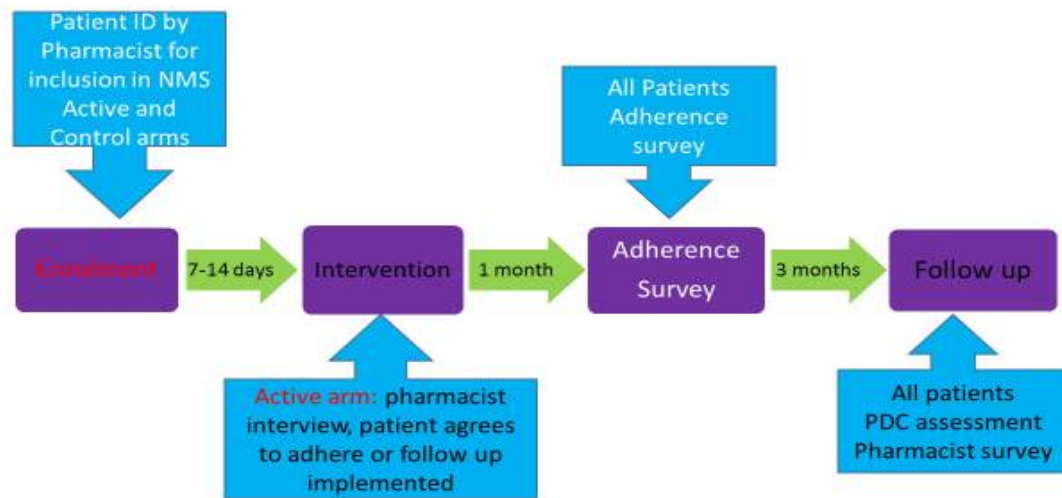 Patient ID by
Pharmacist for
inclusion in NMS
Active and
Control arms
All Patients
Adherence
survey
Enrolment
7-14 days
Intervention
1 month
Adherence
Survey
3 months
Follow up
Active arm: pharmacist
interview, patient agrees
to adhere or follow up
implemented
All patients
PDC assessment
Pharmacist survey